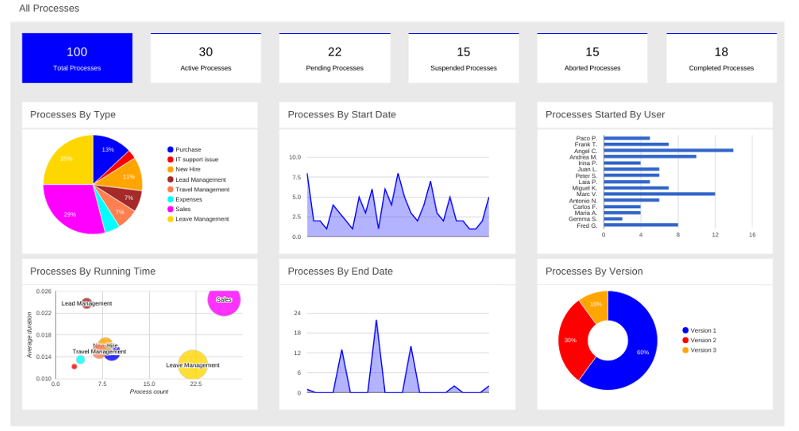 All Processes
100
Total Processes
30
Active Processes
22
Pending Processes
15
Suspended Processes
15
Aborted Processes
18
Completed Processes
Processes By Type
13%
11%
7%
7%
29%
25%
Purchase
IT support issue
New Hire
Lead Management
Travel Management
Expenses
Sales
Leave Management
Processes By Start Date
10.0
7.5
5.0
2.5
0.0
Processes Started By User
Paco P.
Frank T.
Angel C.
Andrea M.
Irina P.
Juan L.
Peter S.
Laia P.
Miguel K.
Marc V.
Antonio N.
Carlos F.
Maria A.
Gemma S.
Fred G.
0 4 8 12 16
Processes By Running Time
Average duration
0.026
0.022
0.018
0.014
0.010
Lead Management
Sales
New Hire
Travel Management
Leave Management
0.0 7.5 15.0 22.5
Process count
Processes By End Date
24
18
12
6
0
Processes By Version
10%
30%
60%
Version 1
Version 2
Version 3